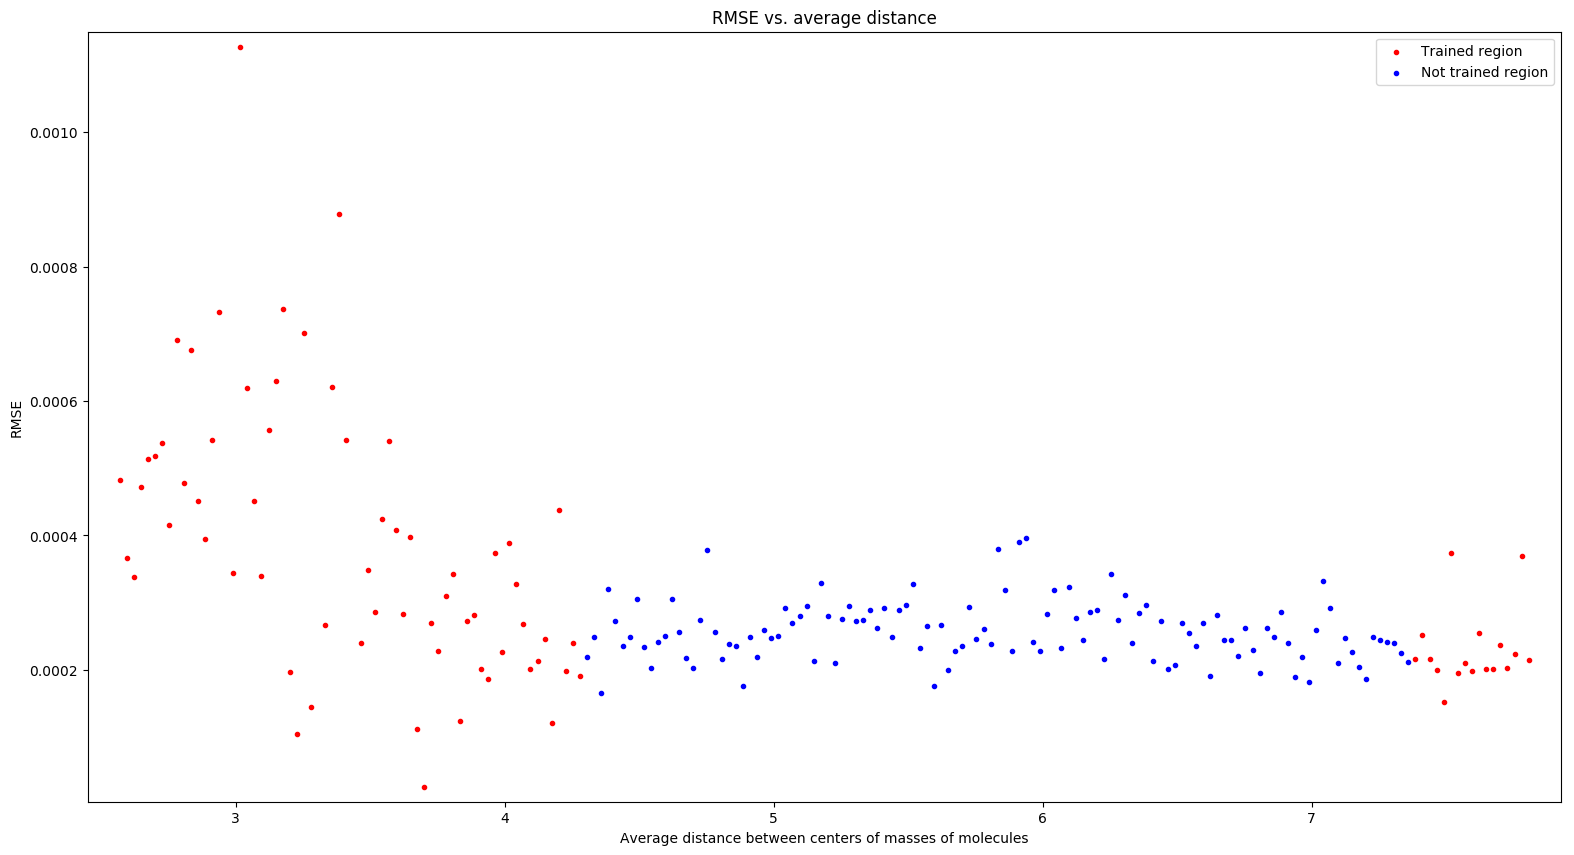 RMSE vs. average distance
Trained region
Not trained region
0.0010
0.0008
0.0006
0.0004
0.0002
RMSE
3 4 5 6 7
Average distance between centers of masses of molecules